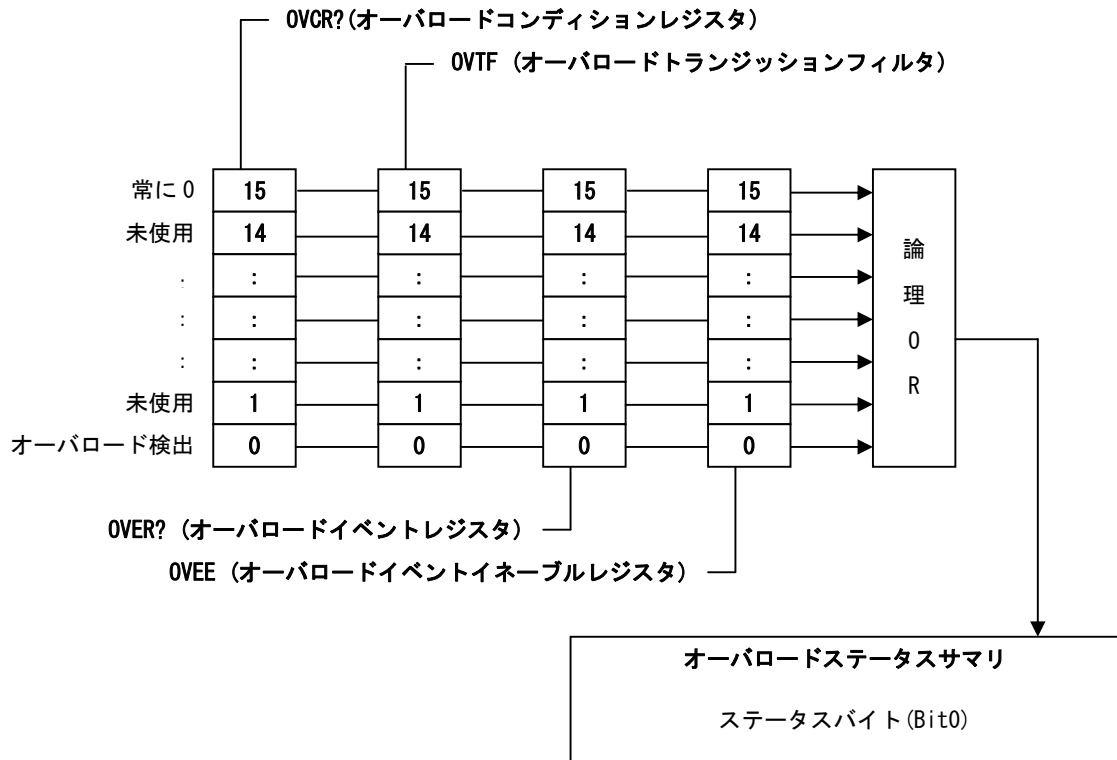 OVCR?(オーバロードコンディションレジスタ)
OVTF (オーバロードトランジッションフィルタ)
常に0 15 15 15 15
未使用 14 14 14 14
: : : : :
: : : : :
: : : : :
未使用 1 1 1 1
オーバロード検出 0 0 0 0
論
理
O
R
OVER? (オーバロードイベントレジスタ)
OVEE (オーバロードイベントイネーブルレジスタ)
オーバロードステータスサマリ
ステータスバイト(Bit0)